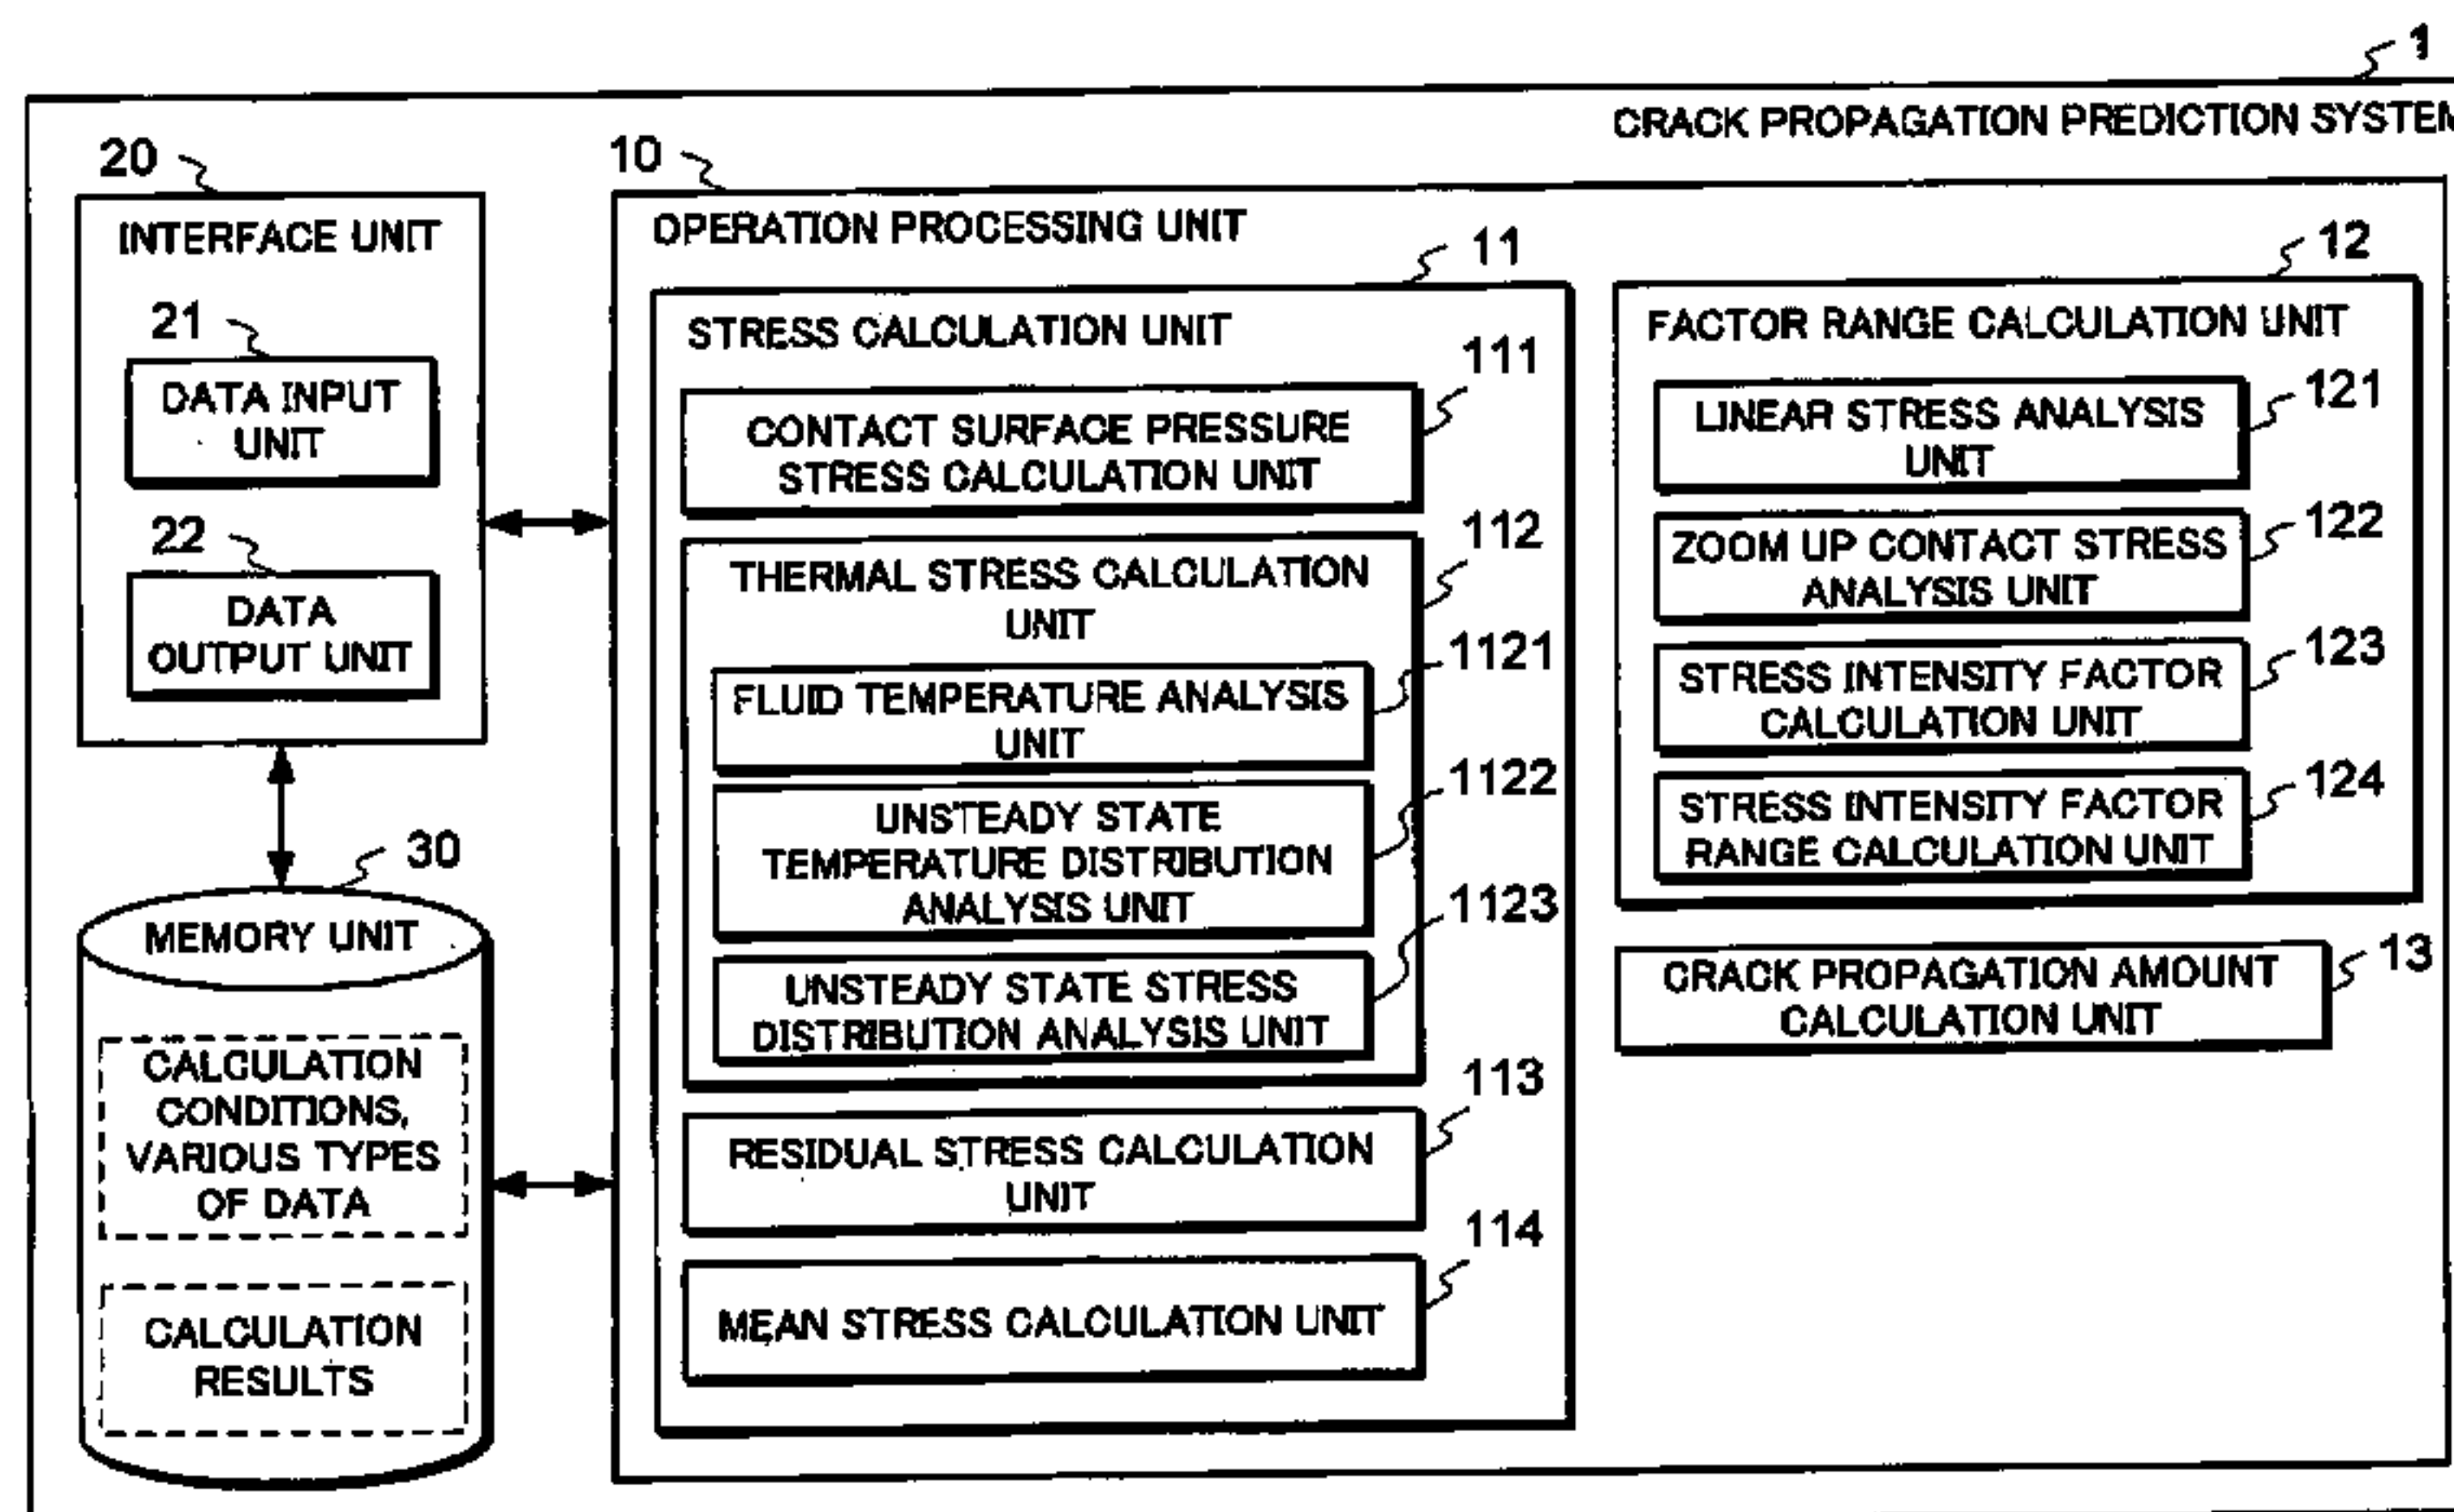 1
CRACK PROPAGATION PREDICTION SYSTEM
20
INTERFACE UNIT
21
DATA INPUT
UNIT
22
DATA
OUTPUT UNIT
30
MEMORY UNIT
CALCULATION
CONDITIONS,
VARIOUS TYPES
OF DATA
CALCULATION
RESULTS
10
OPERATION PROCESSING UNIT
11
STRESS CALCULATION UNIT
111
CONTACT SURFACE PRESSURE
STRESS CALCULATION UNIT
112
THERMAL STRESS CALCULATION
UNIT
1121
FLUID TEMPERATURE ANALYSIS
UNIT
1122
UNSTEADY STATE
TEMPERATURE DISTRIBUTION
ANALYSIS UNIT
1123
UNSTEADY STATE STRESS
DISTRIBUTION ANALYSIS UNIT
113
RESIDUAL STRESS CALCULATION
UNIT
114
MEAN STRESS CALCULATION UNIT
12
FACTOR RANGE CALCULATION UNIT
121
LINEAR STRESS ANALYSIS
UNIT
122
ZOOM UP CONTACT STRESS
ANALYSIS UNIT
123
STRESS INTENSITY FACTOR
CALCULATION UNIT
124
STRESS INTENSITY FACTOR
RANGE CALCULATION UNIT
13
CRACK PROPAGATION AMOUNT
CALCULATION UNIT